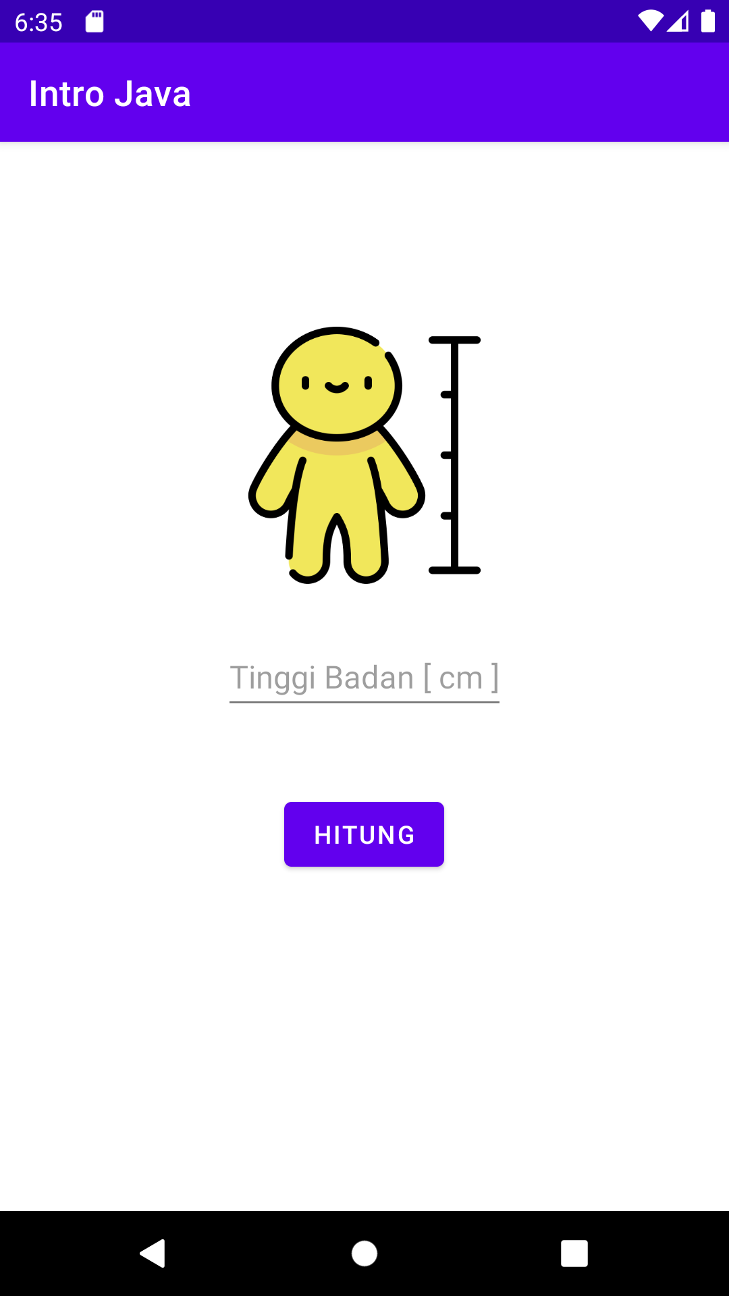 6:35
Intro Java
Tinggi Badan [ cm ]
HITUNG